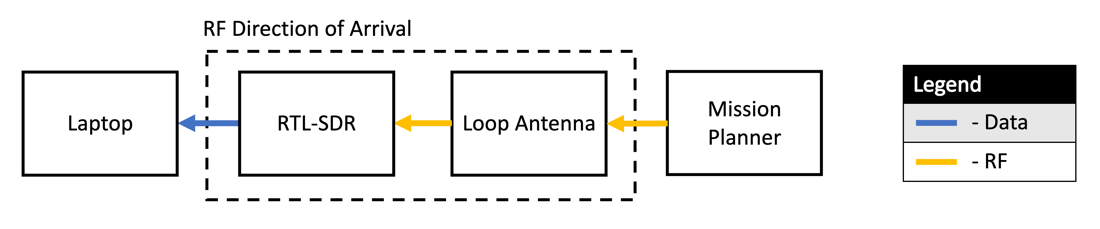 RF Direction of Arrival
Laptop
RTL-SDR
Loop Antenna
Mission
Planner
Legend
- Data
- RF